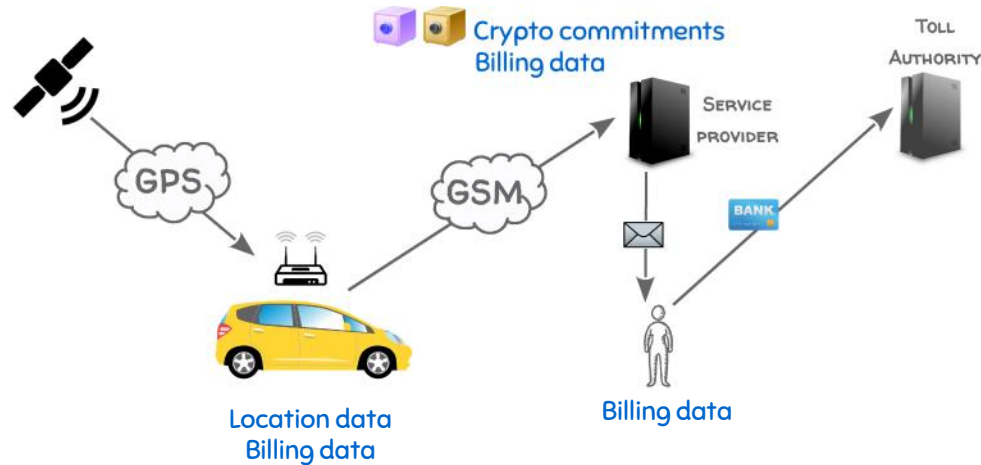 Crypto commitments
Billing data
TOLL
AUTHORITY
SERVICE
PROVIDER
GPS
GSM
BANK
Location data
Billing data
Billing data